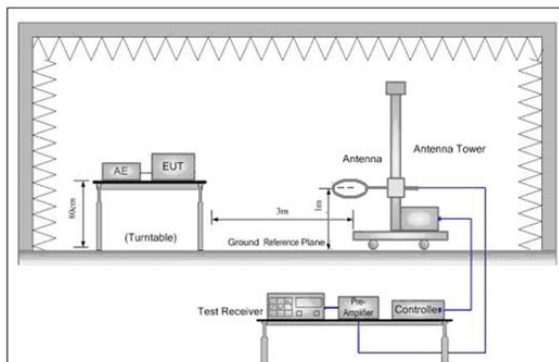 Antenna
Antenna Tower
AE
EUT
80cm
(Turntable)
3m
1m
Ground Reference Plane
Test Receiver
Pre-
Amplifier
Controller